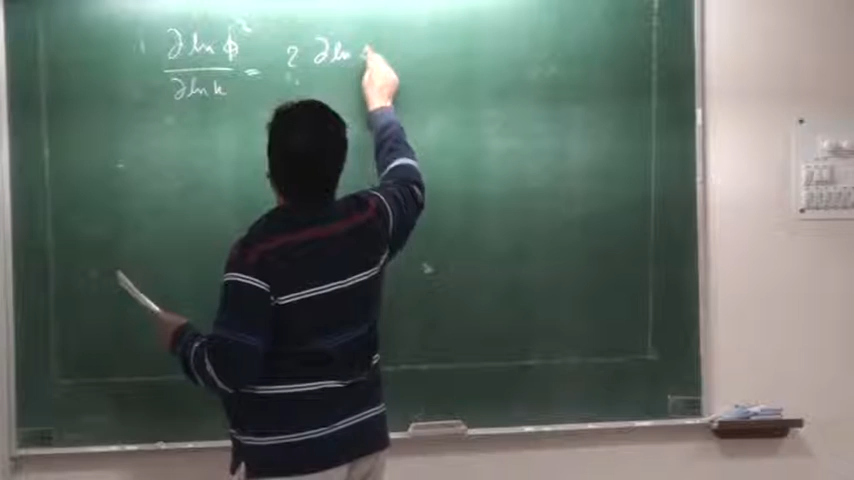 ∂ ln ϕ² / ∂ ln k = 2 ∂ ln